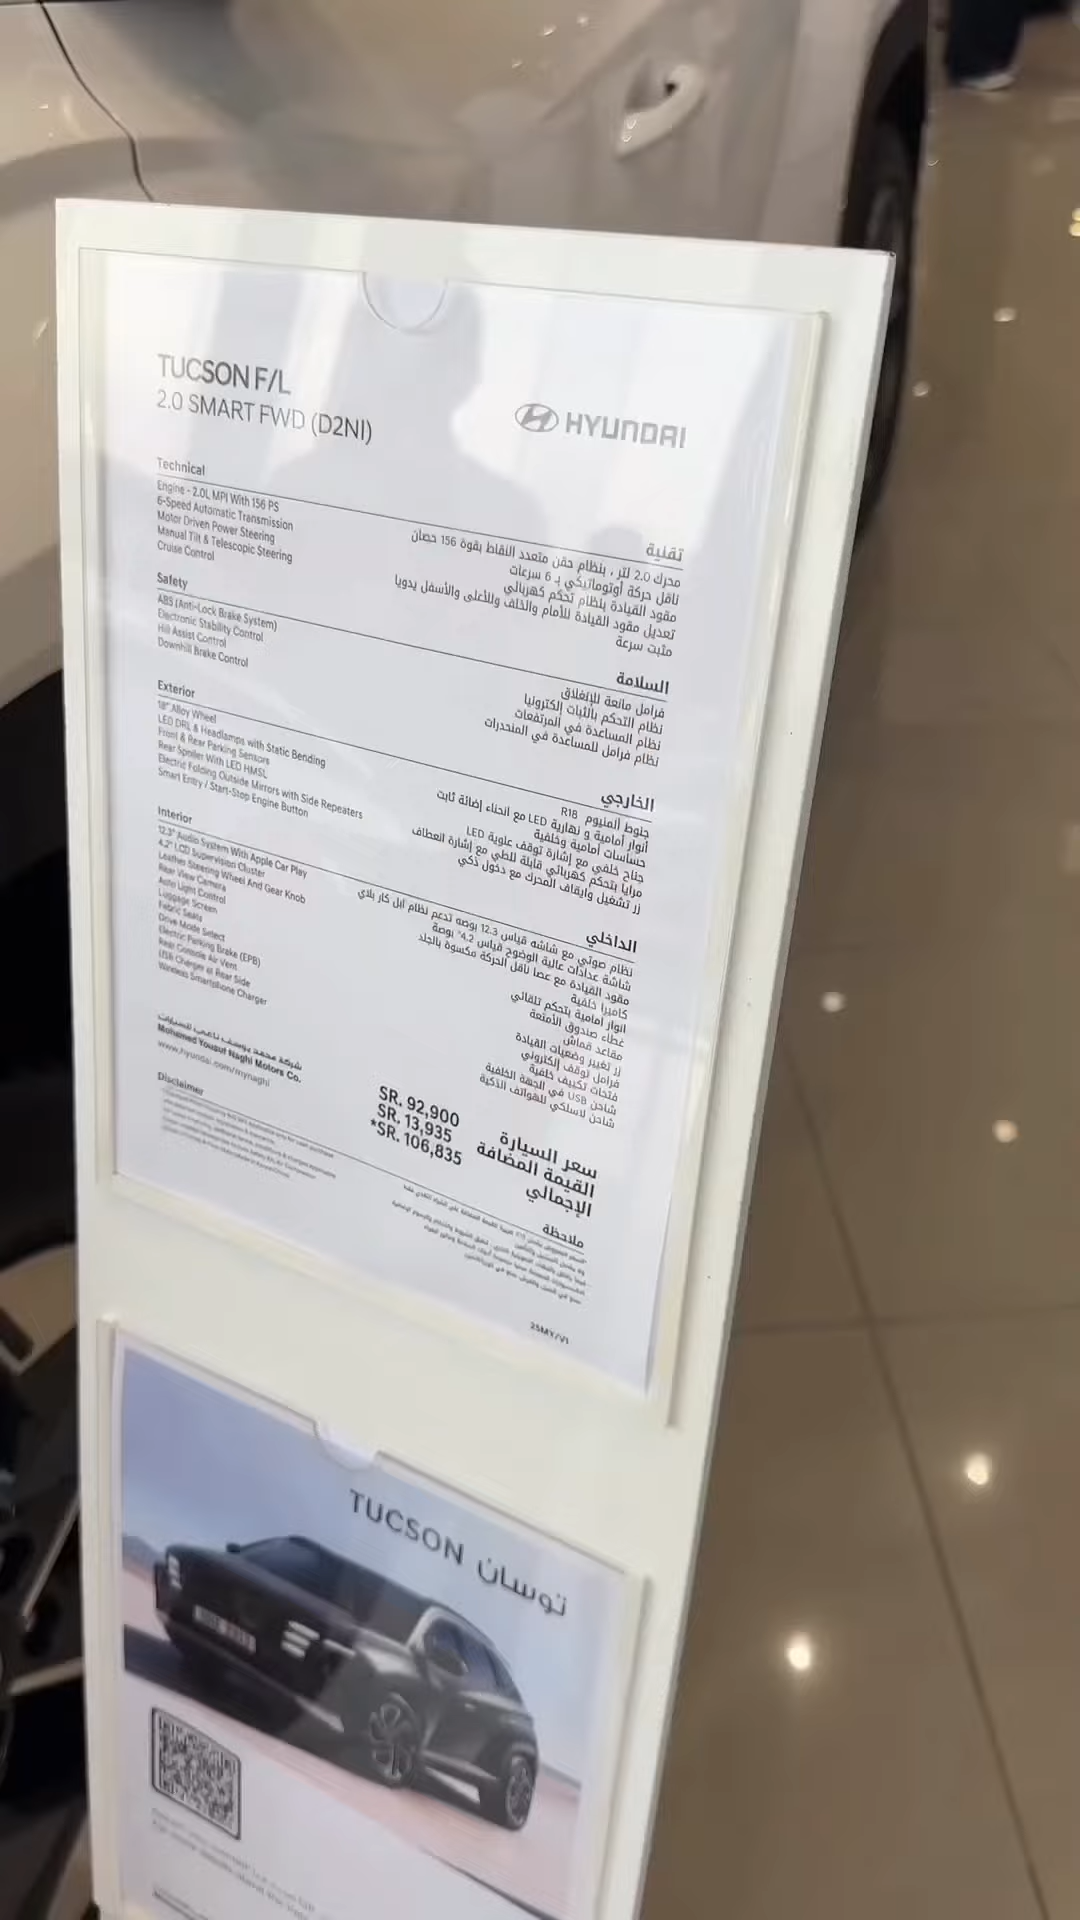 TUCSON F/L
2.0 SMART FWD (D2NI)
HYUNDAI
Technical
Engine - 2.0L MPI With 156 PS
6-Speed Automatic Transmission
Motor Driven Power Steering
Manual Tilt & Telescopic Steering
Cruise Control
تقنية
محرك 2.0 لتر ، بنظام حقن متعدد النقاط بقوة 156 حصان
ناقل حركة أوتوماتيكي بـ 6 سرعات
مقود القيادة بنظام تحكم كهربائي
تعديل مقود القيادة للأمام والخلف وللأعلى والأسفل يدويا
مثبت سرعة
Safety
ABS (Anti-Lock Brake System)
Electronic Stability Control
Hill Assist Control
Downhill Brake Control
السلامة
فرامل مانعة للإنغلاق
نظام التحكم بالثبات إلكترونيا
نظام المساعدة في المرتفعات
نظام فرامل للمساعدة في المنحدرات
Exterior
18" Alloy Wheel
LED DRL & Headlamps with Static Bending
Front & Rear Parking Sensors
Rear Spoiler With LED HMSL
Electric Folding Outside Mirrors with Side Repeaters
Smart Entry / Start-Stop Engine Button
الخارجي
جنوط ألمنيوم R18
أنوار أمامية و نهارية LED مع انحناء إضائة ثابت
حساسات أمامية وخلفية
جناح خلفي مع إشارة توقف علوية LED
مرايا بتحكم كهربائي قابلة للطي مع إشارة انعطاف
زر تشغيل وايقاف المحرك مع دخول ذكي
Interior
12.3" Audio System With Apple Car Play
4.2" LCD Supervision Cluster
Leather Steering Wheel And Gear Knob
Rear View Camera
Auto Light Control
Luggage Screen
Fabric Seats
Drive Mode Select
Electric Parking Brake (EPB)
Rear Console Air Vent
USB Charger at Rear Side
Wireless Smartphone Charger
الداخلي
نظام صوتي مع شاشه قياس 12.3 بوصه تدعم نظام ابل كار بلاي
شاشة عدادات عالية الوضوح قياس 4.2" بوصة
مقود القيادة مع عصا ناقل الحركة مكسوة بالجلد
كاميرا خلفية
انوار امامية بتحكم تلقائي
غطاء صندوق الأمتعة
مقاعد قماش
زر تغيير وضعيات القيادة
فرامل توقف إلكتروني
فتحات تكييف خلفية
شاحن USB في الجهة الخلفية
شاحن لاسلكي للهواتف الذكية
شركة محمد يوسف ناغي للسيارات
Mohamed Yousuf Naghi Motors Co.
www.hyundai.com/mynaghi
SR. 92,900 سعر السيارة
SR. 13,935 القيمة المضافة
*SR. 106,835 الإجمالي
Disclaimer
ملاحظة
25MY/V1
TUCSON توسان